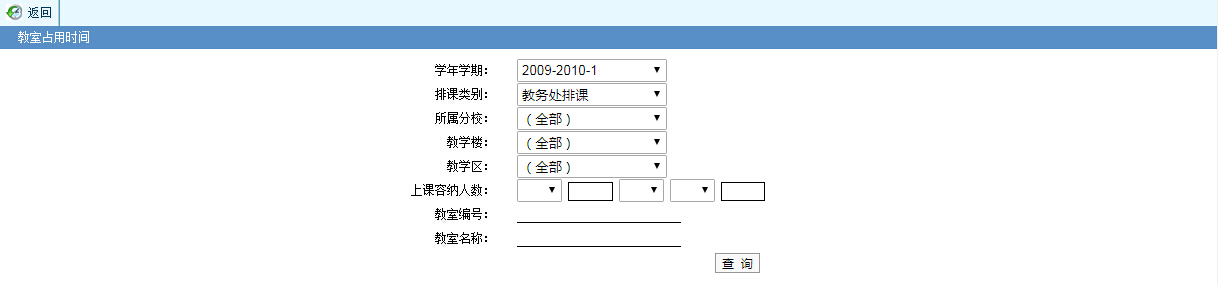 返回
教室占用时间
学年学期： 2009-2010-1
排课类别： 教务处排课
所属分校： （全部）
教学楼： （全部）
教学区： （全部）
上课容纳人数：
教室编号：
教室名称：
查 询